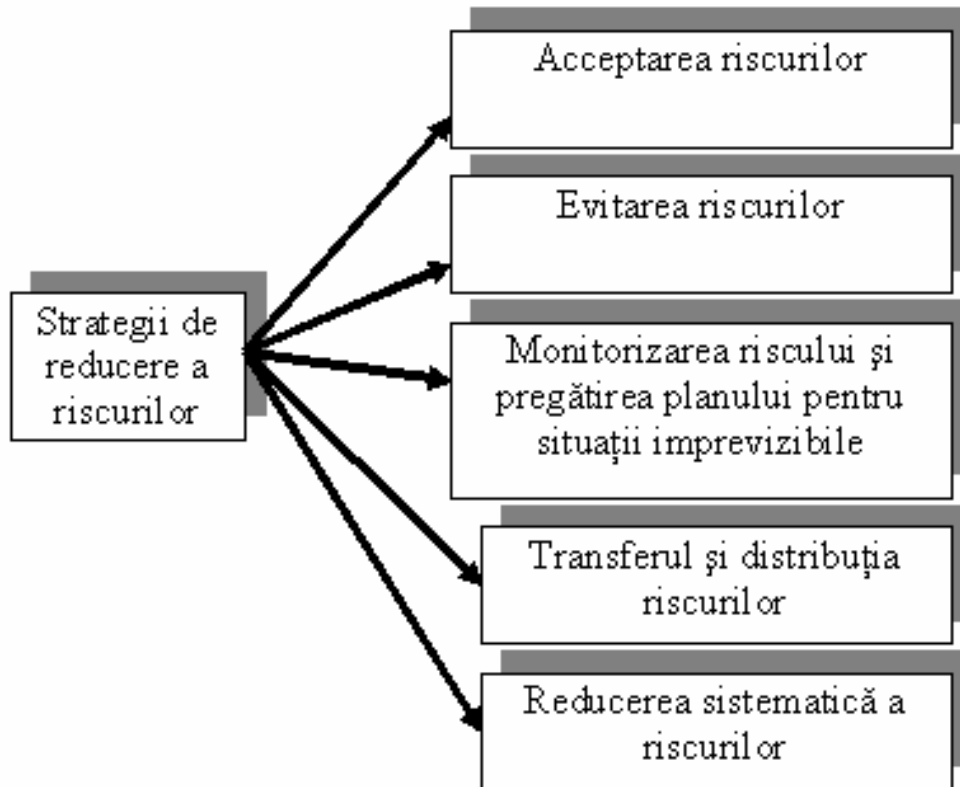 Strategii de
reducere a
riscurilor
Acceptarea riscurilor
Evitarea riscurilor
Monitorizarea riscului şi
pregătirea planului pentru
situaţii imprevizibile
Transferul şi distribuţia
riscurilor
Reducerea sistematică a
riscurilor